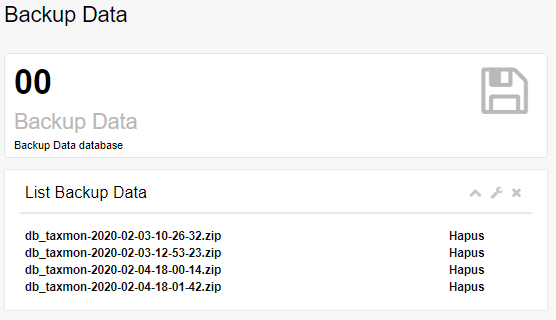 Backup Data
00
Backup Data
Backup Data database
List Backup Data
db_taxmon-2020-02-03-10-26-32.zip Hapus
db_taxmon-2020-02-03-12-53-23.zip Hapus
db_taxmon-2020-02-04-18-00-14.zip Hapus
db_taxmon-2020-02-04-18-01-42.zip Hapus